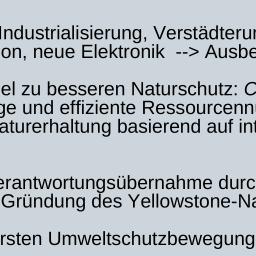 Industrialisierung, Verstädterun
on, neue Elektronik --> Ausbe
el zu besseren Naturschutz: C
ge und effiziente Ressourcenn
aturerhaltung basierend auf int
erantwortungsübernahme durc
Gründung des Yellowstone-Na
rsten Umweltschutzbewegung